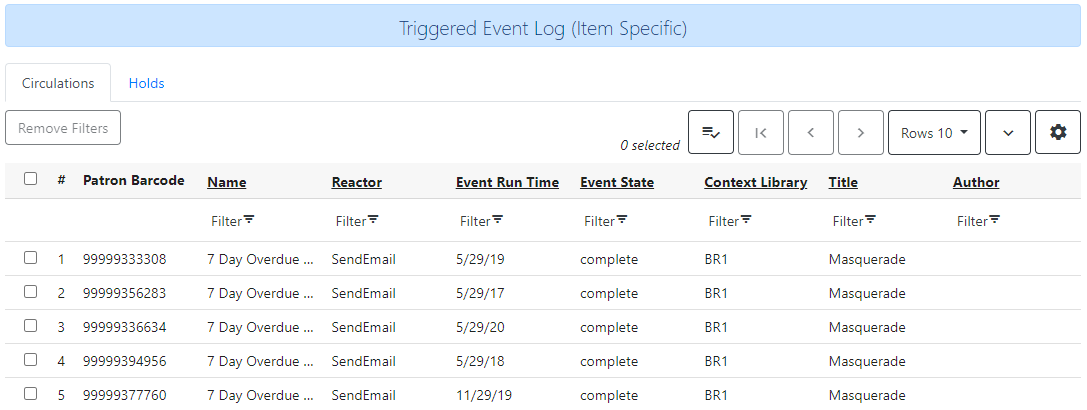 Triggered Event Log (Item Specific)
Circulations Holds
Remove Filters 0 selected Rows 10
# Patron Barcode Name Reactor Event Run Time Event State Context Library Title Author
Filter Filter Filter Filter Filter Filter Filter
1 99999333308 7 Day Overdue ... SendEmail 5/29/19 complete BR1 Masquerade
2 99999356283 7 Day Overdue ... SendEmail 5/29/17 complete BR1 Masquerade
3 99999336634 7 Day Overdue ... SendEmail 5/29/20 complete BR1 Masquerade
4 99999394956 7 Day Overdue ... SendEmail 5/29/18 complete BR1 Masquerade
5 99999377760 7 Day Overdue ... SendEmail 11/29/19 complete BR1 Masquerade